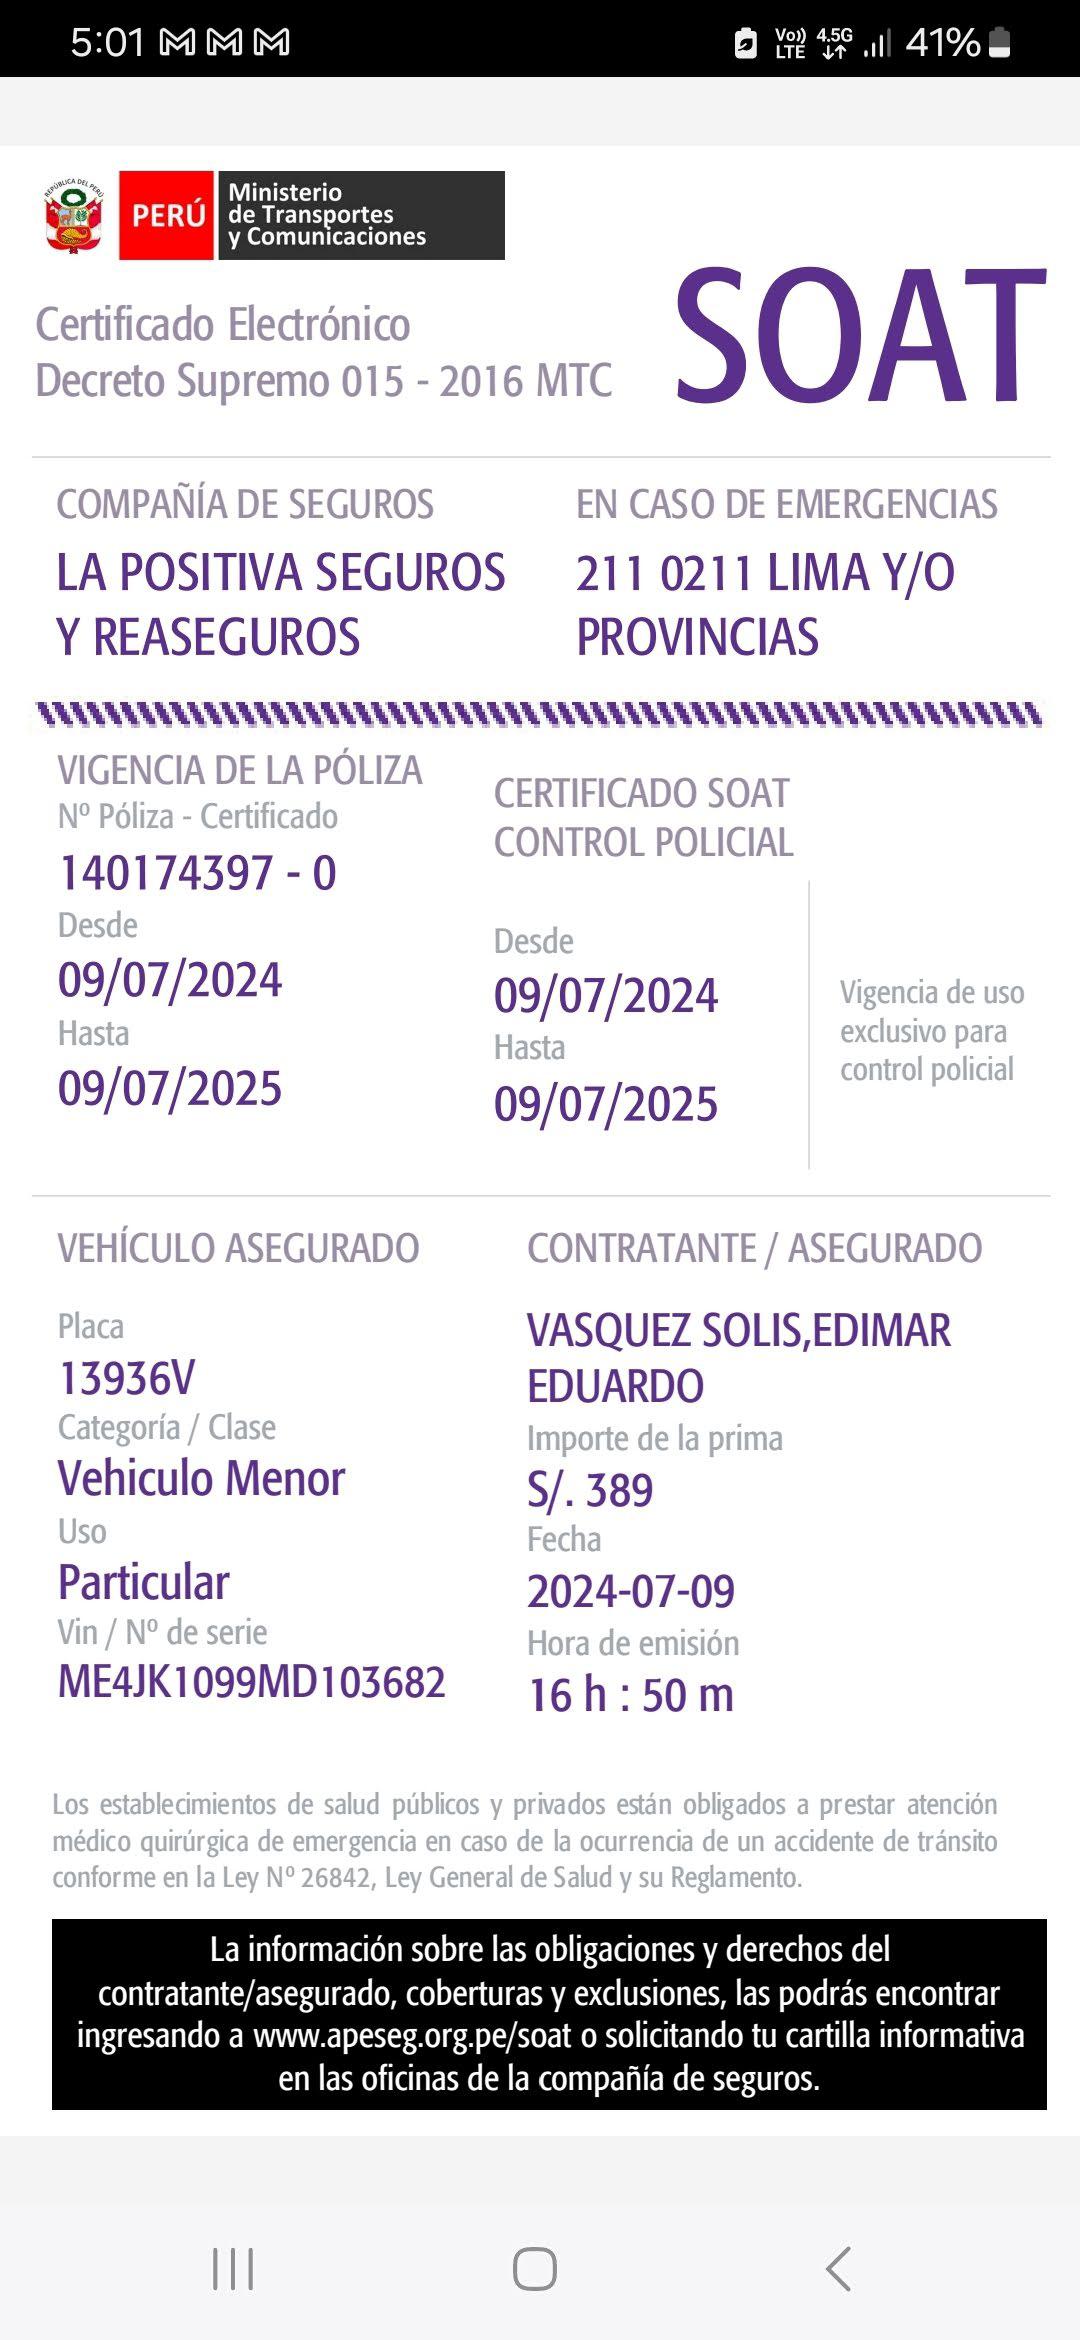 5:01
Vo)) LTE 4.5G 41%
REPÚBLICA DEL PERÚ
PERÚ
Ministerio
de Transportes
y Comunicaciones
SOAT
Certificado Electrónico
Decreto Supremo 015 - 2016 MTC
COMPAÑÍA DE SEGUROS
LA POSITIVA SEGUROS
Y REASEGUROS
EN CASO DE EMERGENCIAS
211 0211 LIMA Y/O
PROVINCIAS
VIGENCIA DE LA PÓLIZA
Nº Póliza - Certificado
140174397 - 0
Desde
09/07/2024
Hasta
09/07/2025
CERTIFICADO SOAT
CONTROL POLICIAL
Desde
09/07/2024
Hasta
09/07/2025
Vigencia de uso
exclusivo para
control policial
VEHÍCULO ASEGURADO
Placa
13936V
Categoría / Clase
Vehiculo Menor
Uso
Particular
Vin / Nº de serie
ME4JK1099MD103682
CONTRATANTE / ASEGURADO
VASQUEZ SOLIS,EDIMAR
EDUARDO
Importe de la prima
S/. 389
Fecha
2024-07-09
Hora de emisión
16 h : 50 m
Los establecimientos de salud públicos y privados están obligados a prestar atención
médico quirúrgica de emergencia en caso de la ocurrencia de un accidente de tránsito
conforme en la Ley Nº 26842, Ley General de Salud y su Reglamento.
La información sobre las obligaciones y derechos del
contratante/asegurado, coberturas y exclusiones, las podrás encontrar
ingresando a www.apeseg.org.pe/soat o solicitando tu cartilla informativa
en las oficinas de la compañía de seguros.